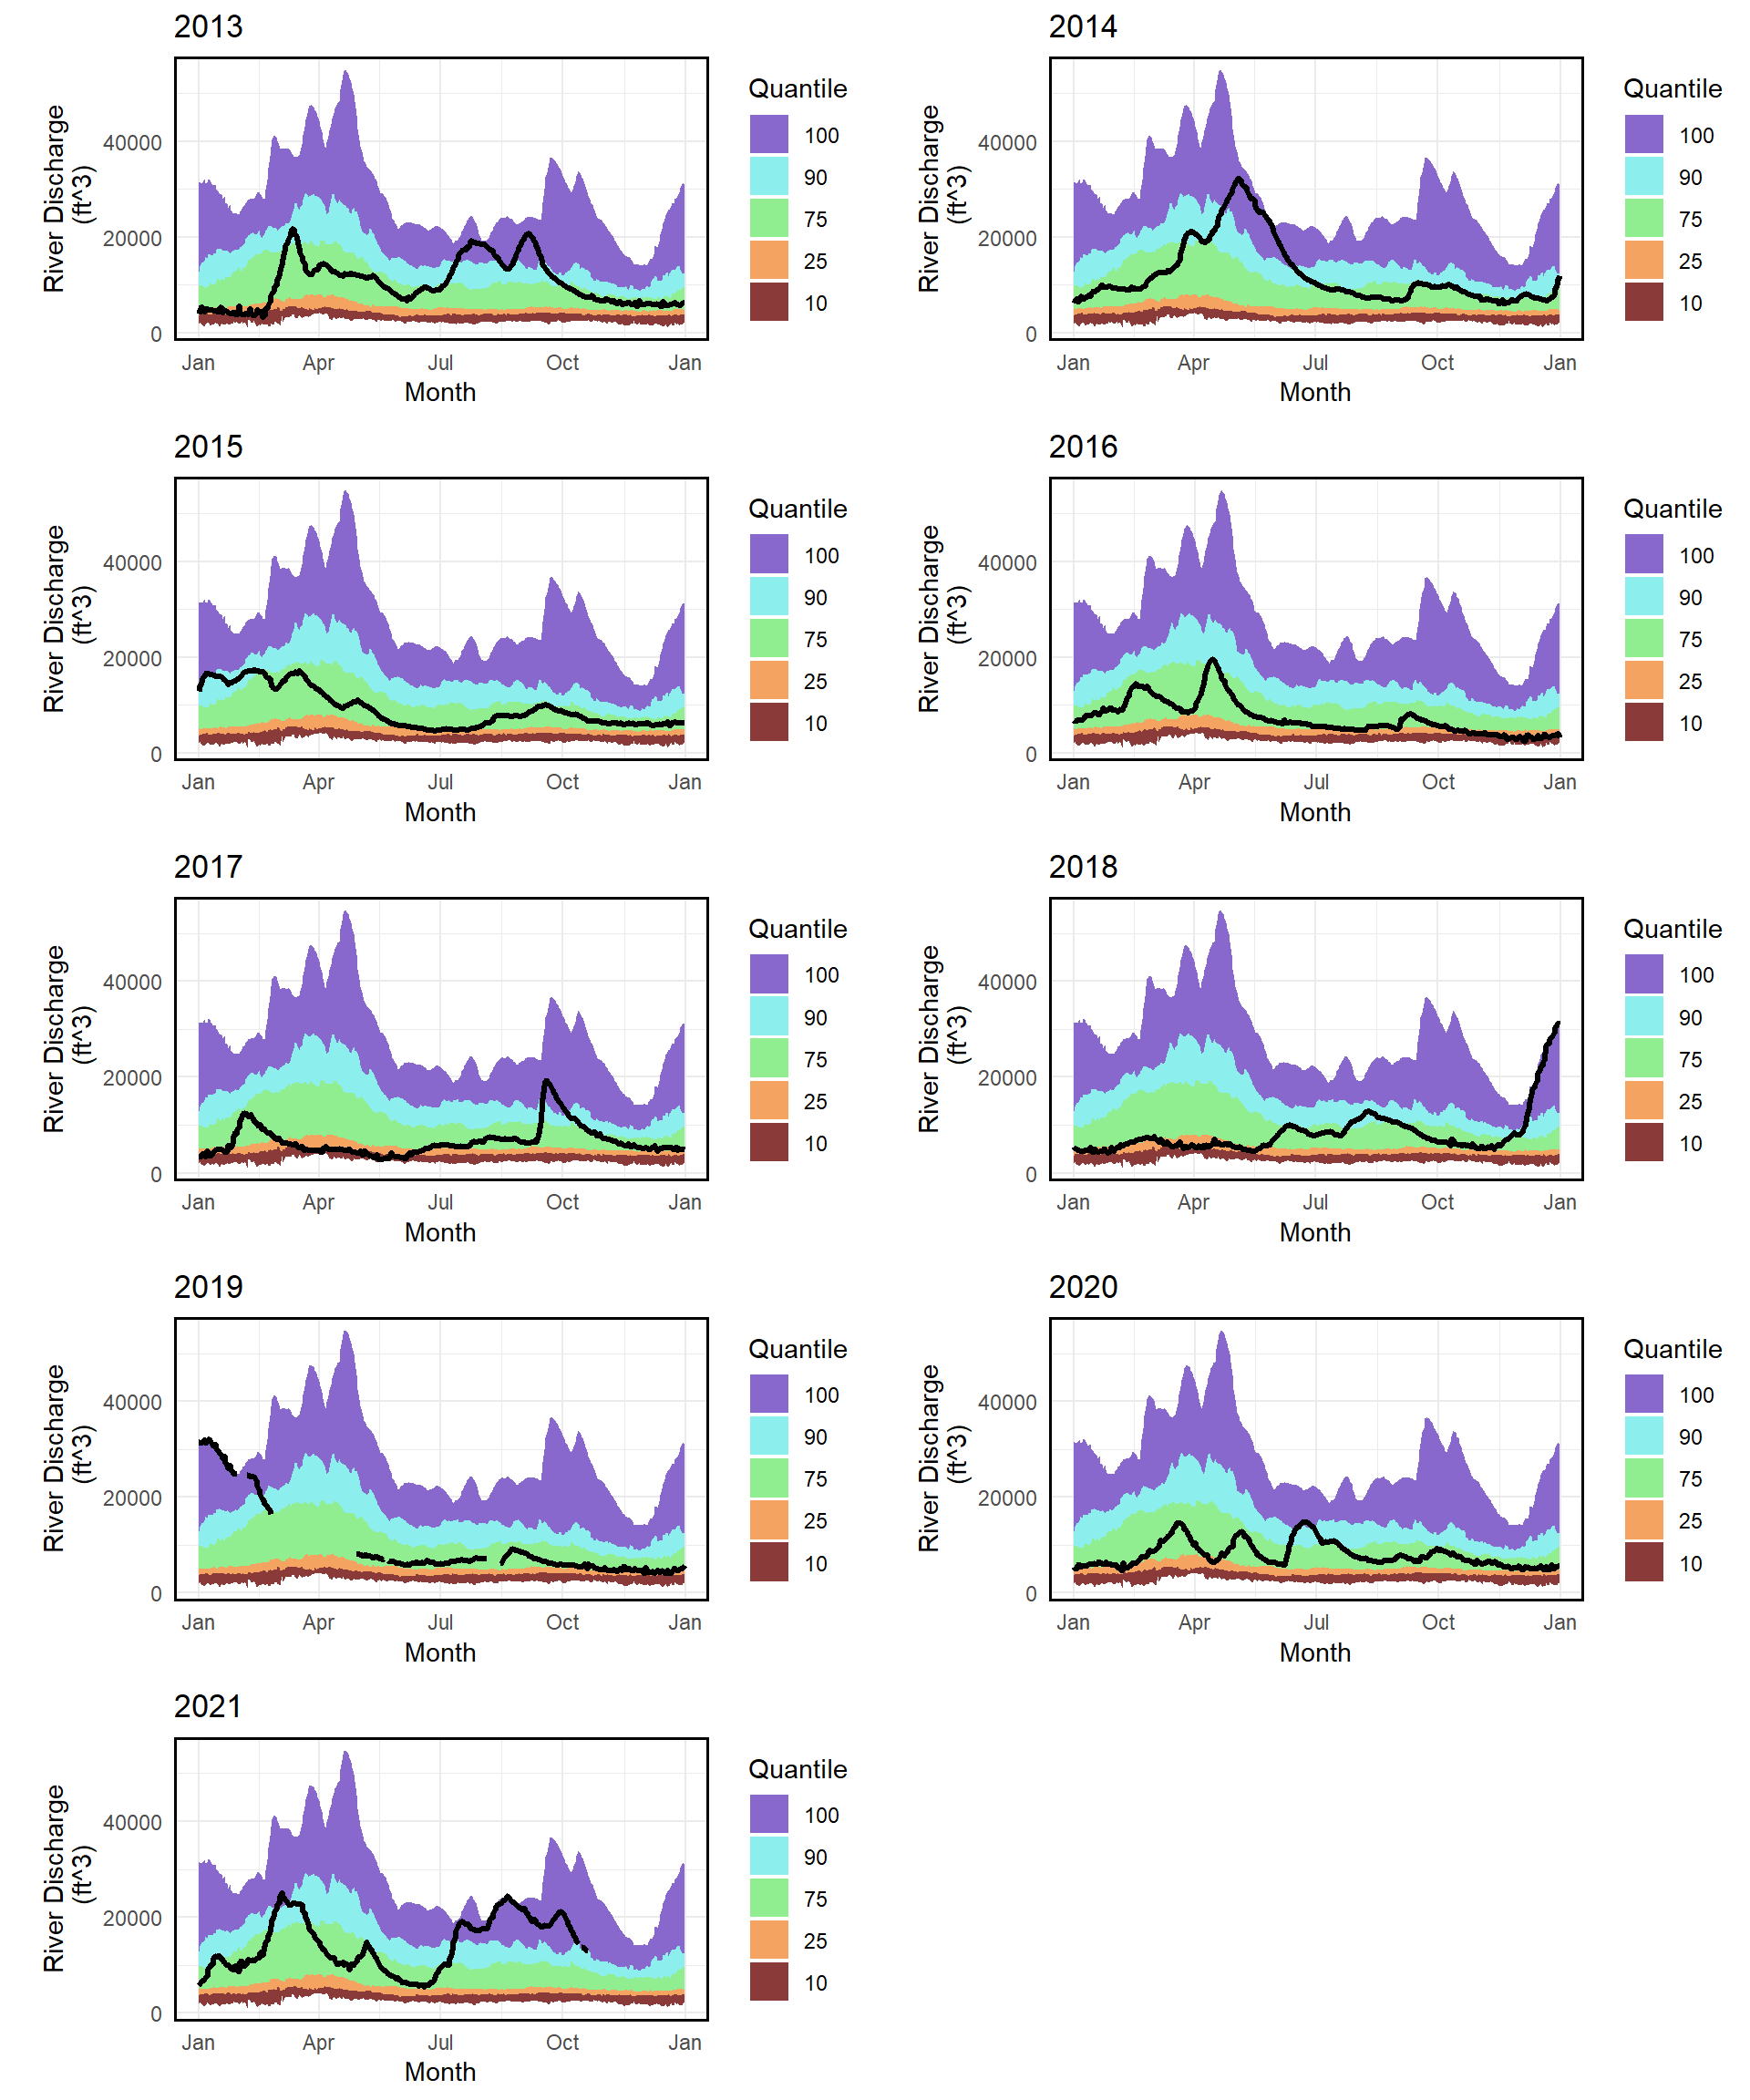 2013
River Discharge
(ft^3)
40000
20000
0
Jan Apr Jul Oct Jan
Month
Quantile
100
90
75
25
10
2014
River Discharge
(ft^3)
40000
20000
0
Jan Apr Jul Oct Jan
Month
Quantile
100
90
75
25
10
2015
River Discharge
(ft^3)
40000
20000
0
Jan Apr Jul Oct Jan
Month
Quantile
100
90
75
25
10
2016
River Discharge
(ft^3)
40000
20000
0
Jan Apr Jul Oct Jan
Month
Quantile
100
90
75
25
10
2017
River Discharge
(ft^3)
40000
20000
0
Jan Apr Jul Oct Jan
Month
Quantile
100
90
75
25
10
2018
River Discharge
(ft^3)
40000
20000
0
Jan Apr Jul Oct Jan
Month
Quantile
100
90
75
25
10
2019
River Discharge
(ft^3)
40000
20000
0
Jan Apr Jul Oct Jan
Month
Quantile
100
90
75
25
10
2020
River Discharge
(ft^3)
40000
20000
0
Jan Apr Jul Oct Jan
Month
Quantile
100
90
75
25
10
2021
River Discharge
(ft^3)
40000
20000
0
Jan Apr Jul Oct Jan
Month
Quantile
100
90
75
25
10